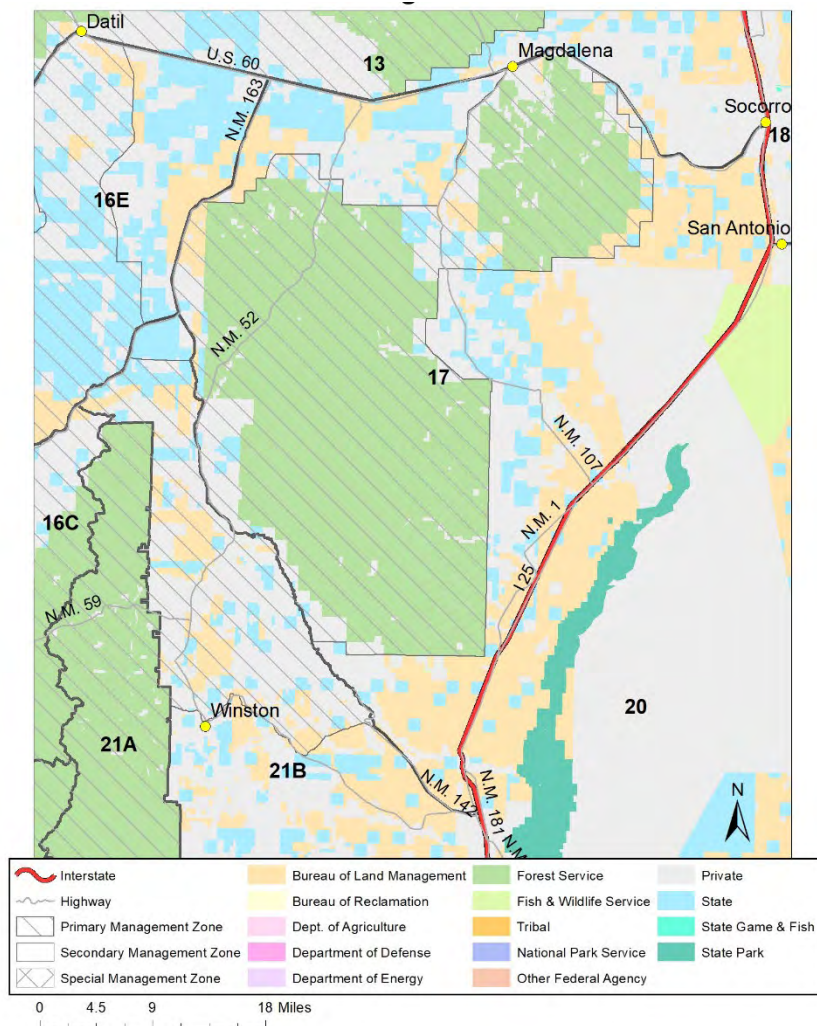 Datil
U.S. 60
13
Magdalena
N.M. 163
Socorro
18
16E
San Antonio
N.M. 52
17
N.M. 107
N.M. 1
16C
I 25
N.M. 59
20
Winston
21A
21B
N.M. 142
N.M. 181
N
Interstate
Highway
Primary Management Zone
Secondary Management Zone
Special Management Zone
Bureau of Land Management
Bureau of Reclamation
Dept. of Agriculture
Department of Defense
Department of Energy
Forest Service
Fish & Wildlife Service
Tribal
National Park Service
Other Federal Agency
Private
State
State Game & Fish
State Park
0 4.5 9 18 Miles